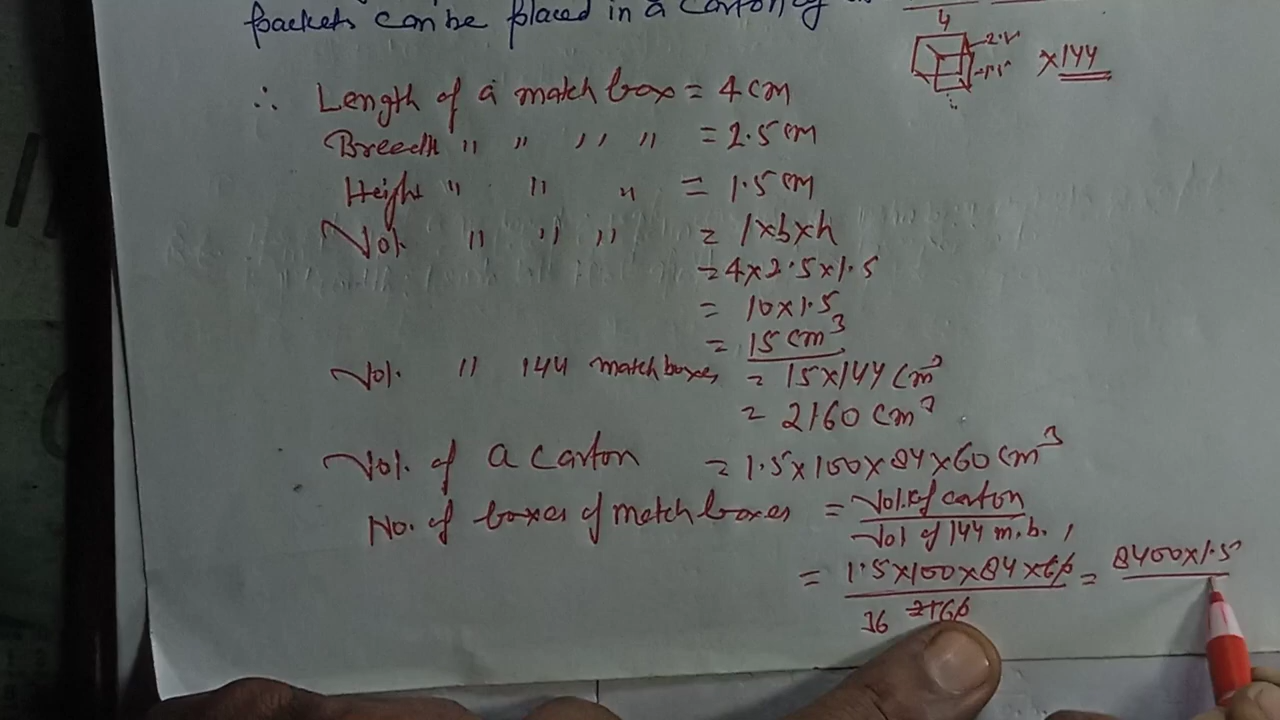 packets can be placed in a carton of
4
2.5
1.5
×144
∴ Length of a match box = 4 cm
Breedth " " " " = 2.5 cm
Height " " " = 1.5 cm
Vol. " " " = l×b×h
= 4×2.5×1.5
= 10×1.5
= 15 cm³
Vol. " 144 matchboxes = 15×144 cm³
= 2160 cm³
Vol. of a carton = 1.5×100×84×60 cm³
No. of boxes of match boxes = Vol. of carton
Vol of 144 m.b.
= 1.5×100×84×60 = 8400×1.5
36 2160